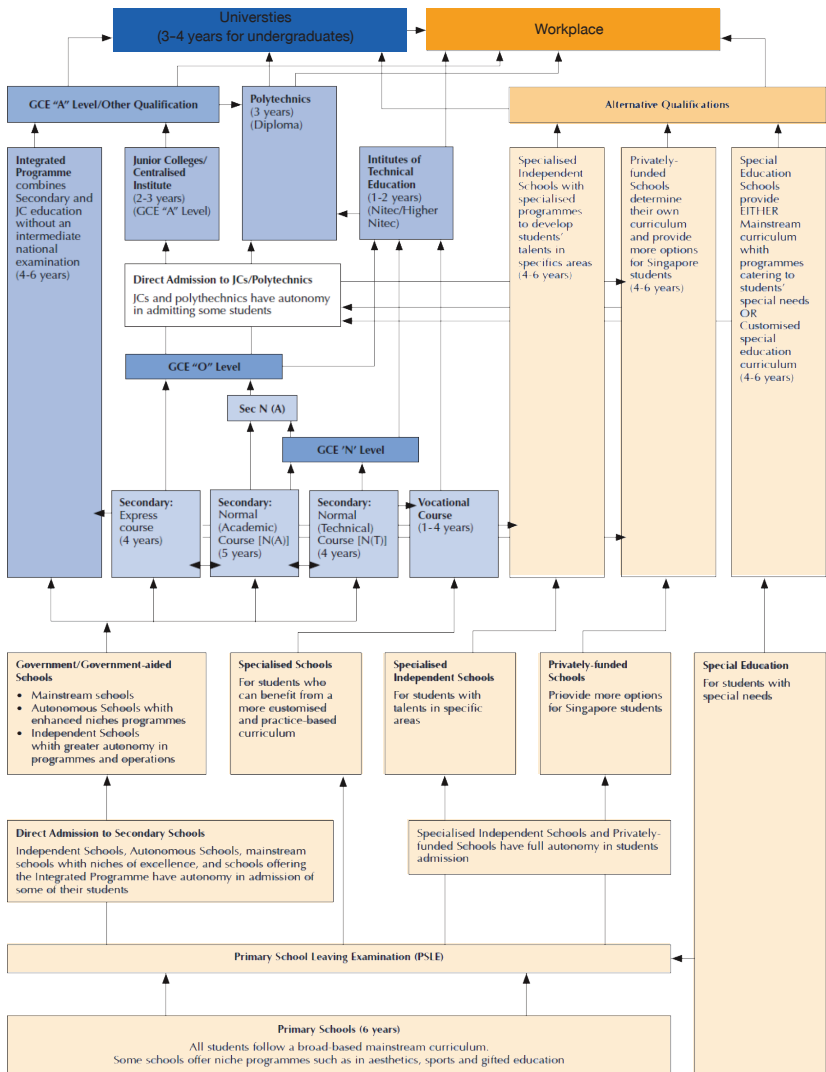 Universties
(3–4 years for undergraduates)
Workplace
GCE “A” Level/Other Qualification
Polytechnics
(3 years)
(Diploma)
Alternative Qualifications
Integrated
Programme
combines
Secondary and
JC education
without an
intermediate
national
examination
(4-6 years)
Junior Colleges/
Centralised
Institute
(2-3 years)
(GCE “A” Level)
Intitutes of
Technical
Education
(1-2 years)
(Nitec/Higher
Nitec)
Specialised
Independent
Schools with
specialised
programmes
to develop
students’
talents in
specifics areas
(4-6 years)
Privately-
funded
Schools
determine
their own
curriculum
and provide
more options
for Singapore
students
(4-6 years)
Special
Education
Schools
provide
EITHER
Mainstream
curriculum
whith
programmes
catering to
students’
special needs
OR
Customised
special
education
curriculum
(4-6 years)
Direct Admission to JCs/Polytechnics
JCs and polythechnics have autonomy
in admitting some students
GCE “O” Level
Sec N (A)
GCE ‘N’ Level
Secondary:
Express
course
(4 years)
Secondary:
Normal
(Academic)
Course [N(A)]
(5 years)
Secondary:
Normal
(Technical)
Course [N(T)]
(4 years)
Vocational
Course
(1-4 years)
Government/Government-aided
Schools
• Mainstream schools
• Autonomous Schools whith
enhanced niches programmes
• Independent Schools
whith greater autonomy in
programmes and operations
Specialised Schools
For students who
can benefit from a
more customised
and practice-based
curriculum
Specialised
Independent Schools
For students with
talents in specific
areas
Privately-funded
Schools
Priovide more options
for Singapore students
Special Education
For students with
special needs
Direct Admission to Secondary Schools
Independent Schools, Autonomous Schools, mainstream
schools whith niches of excellence, and schools offering
the Integrated Programme have autonomy in admission of
some of their students
Specialised Independent Schools and Privately-
funded Schools have full autonomy in students
admission
Primary School Leaving Examination (PSLE)
Primary Schools (6 years)
All students follow a broad-based mainstream curriculum.
Some schools offer niche programmes such as in aesthetics, sports and gifted education